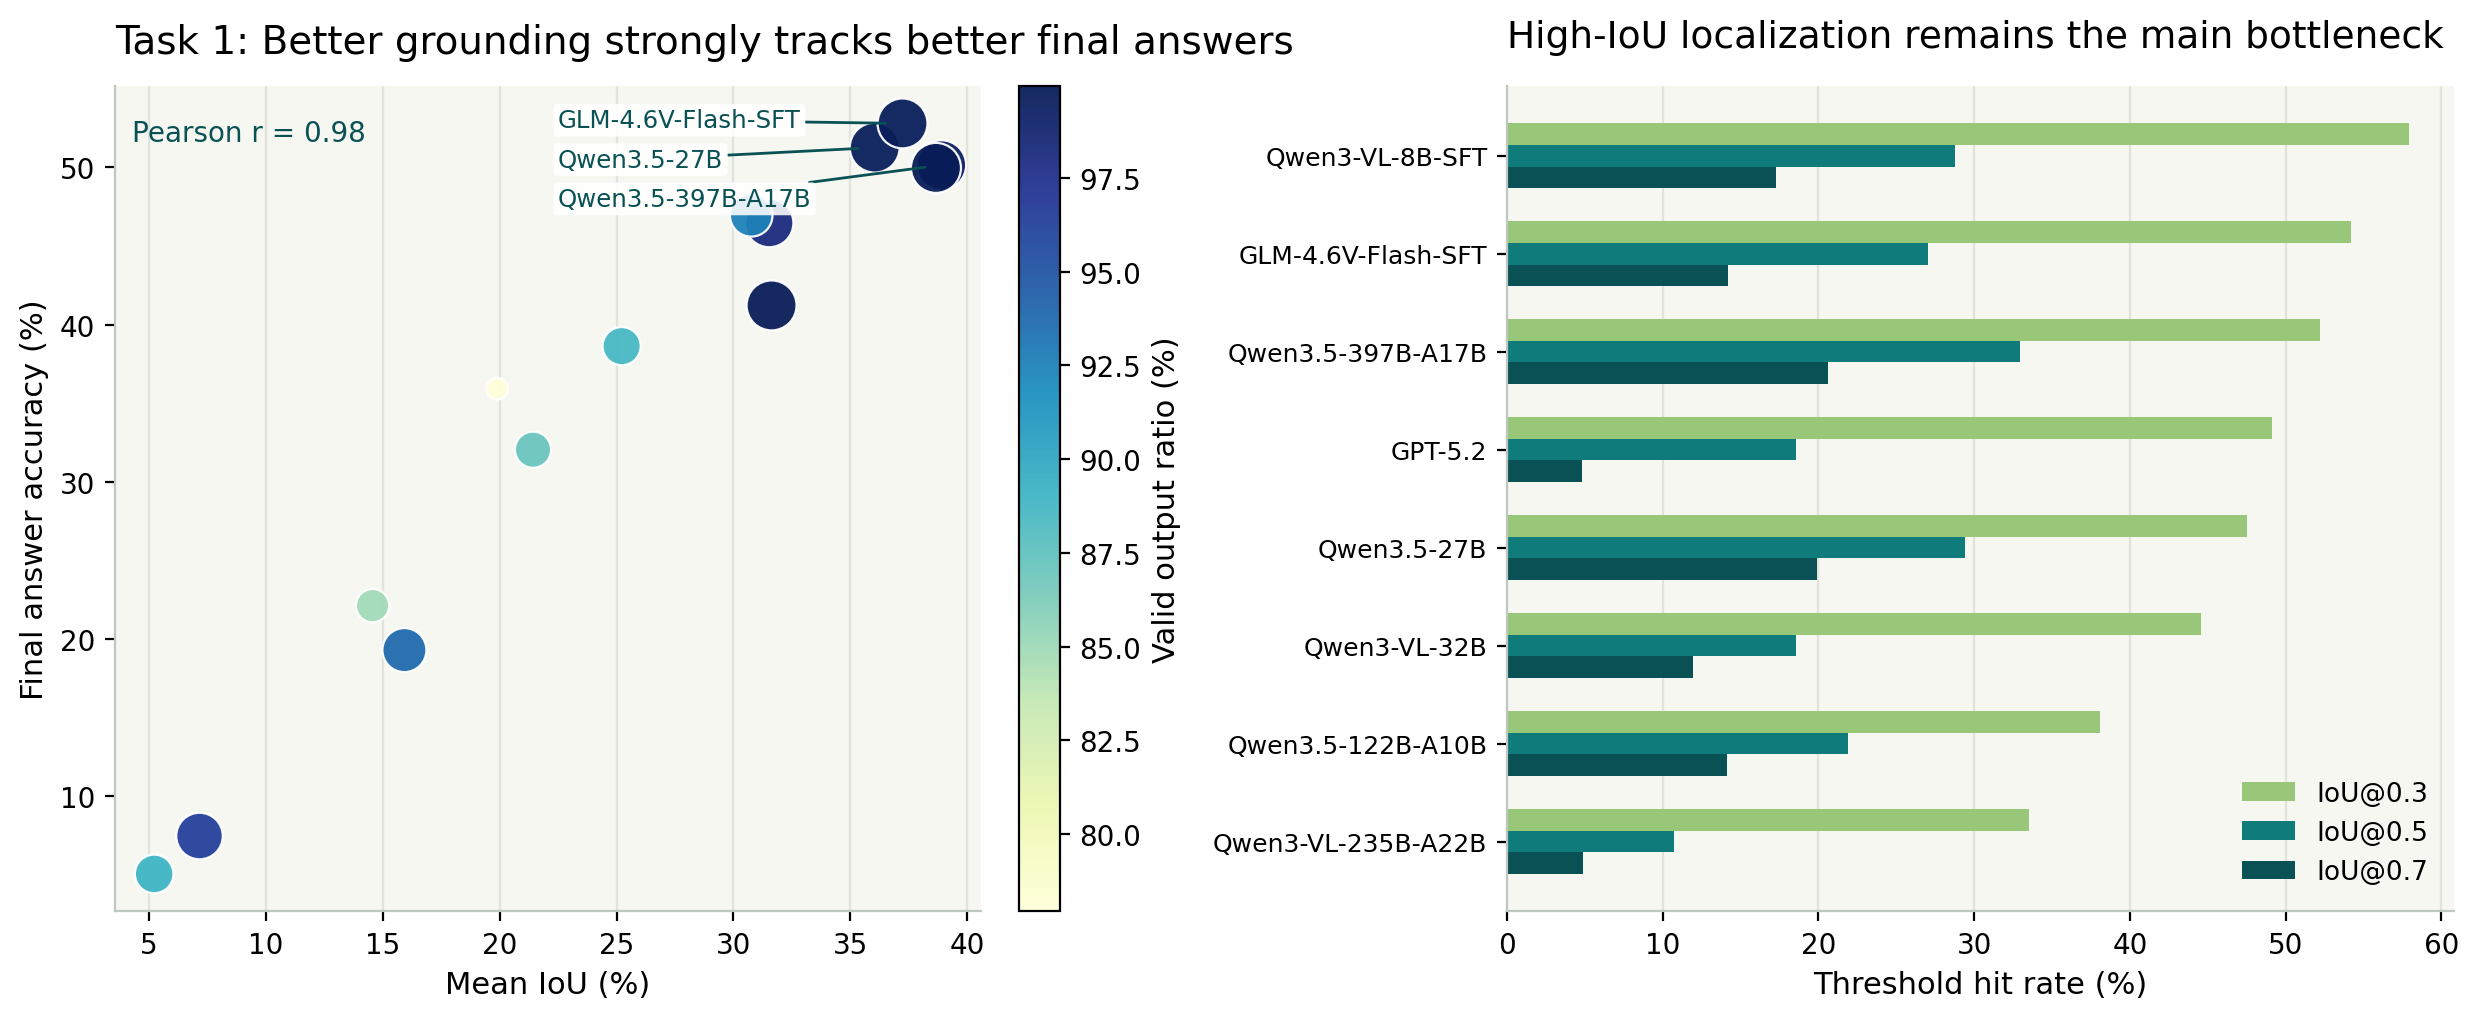 Task 1: Better grounding strongly tracks better final answers
Pearson r = 0.98
GLM-4.6V-Flash-SFT
Qwen3.5-27B
Qwen3.5-397B-A17B
Final answer accuracy (%)
50
40
30
20
10
5
10
15
20
25
30
35
40
Mean IoU (%)
97.5
95.0
92.5
90.0
87.5
85.0
82.5
80.0
Valid output ratio (%)
High-IoU localization remains the main bottleneck
Qwen3-VL-8B-SFT
GLM-4.6V-Flash-SFT
Qwen3.5-397B-A17B
GPT-5.2
Qwen3.5-27B
Qwen3-VL-32B
Qwen3.5-122B-A10B
Qwen3-VL-235B-A22B
IoU@0.3
IoU@0.5
IoU@0.7
0
10
20
30
40
50
60
Threshold hit rate (%)